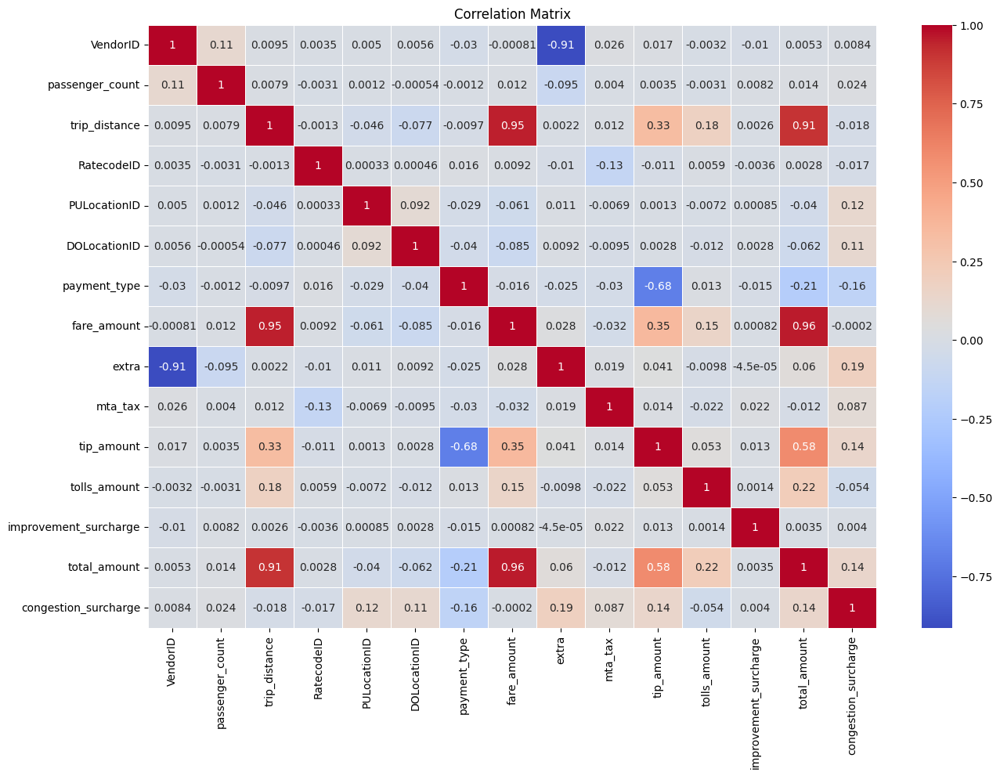 Correlation Matrix
VendorID 1 0.11 0.0095 0.0035 0.005 0.0056 -0.03 -0.00081 -0.91 0.026 0.017 -0.0032 -0.01 0.0053 0.0084
passenger_count 0.11 1 0.0079 -0.0031 0.0012 -0.00054 -0.0012 0.012 -0.095 0.004 0.0035 -0.0031 0.0082 0.014 0.024
trip_distance 0.0095 0.0079 1 -0.0013 -0.046 -0.077 -0.0097 0.95 0.0022 0.012 0.33 0.18 0.0026 0.91 -0.018
RatecodeID 0.0035 -0.0031 -0.0013 1 0.00033 0.00046 0.016 0.0092 -0.01 -0.13 -0.011 0.0059 -0.0036 0.0028 -0.017
PULocationID 0.005 0.0012 -0.046 0.00033 1 0.092 -0.029 -0.061 0.011 -0.0069 0.0013 -0.0072 0.00085 -0.04 0.12
DOLocationID 0.0056 -0.00054 -0.077 0.00046 0.092 1 -0.04 -0.085 0.0092 -0.0095 0.0028 -0.012 0.0028 -0.062 0.11
payment_type -0.03 -0.0012 -0.0097 0.016 -0.029 -0.04 1 -0.016 -0.025 -0.03 -0.68 0.013 -0.015 -0.21 -0.16
fare_amount -0.00081 0.012 0.95 0.0092 -0.061 -0.085 -0.016 1 0.028 -0.032 0.35 0.15 0.00082 0.96 -0.0002
extra -0.91 -0.095 0.0022 -0.01 0.011 0.0092 -0.025 0.028 1 0.019 0.041 -0.0098 -4.5e-05 0.06 0.19
mta_tax 0.026 0.004 0.012 -0.13 -0.0069 -0.0095 -0.03 -0.032 0.019 1 0.014 -0.022 0.022 -0.012 0.087
tip_amount 0.017 0.0035 0.33 -0.011 0.0013 0.0028 -0.68 0.35 0.041 0.014 1 0.053 0.013 0.58 0.14
tolls_amount -0.0032 -0.0031 0.18 0.0059 -0.0072 -0.012 0.013 0.15 -0.0098 -0.022 0.053 1 0.0014 0.22 -0.054
improvement_surcharge -0.01 0.0082 0.0026 -0.0036 0.00085 0.0028 -0.015 0.00082 -4.5e-05 0.022 0.013 0.0014 1 0.0035 0.004
total_amount 0.0053 0.014 0.91 0.0028 -0.04 -0.062 -0.21 0.96 0.06 -0.012 0.58 0.22 0.0035 1 0.14
congestion_surcharge 0.0084 0.024 -0.018 -0.017 0.12 0.11 -0.16 -0.0002 0.19 0.087 0.14 -0.054 0.004 0.14 1
VendorID
passenger_count
trip_distance
RatecodeID
PULocationID
DOLocationID
payment_type
fare_amount
extra
mta_tax
tip_amount
tolls_amount
improvement_surcharge
total_amount
congestion_surcharge
1.00
0.75
0.50
0.25
0.00
−0.25
−0.50
−0.75